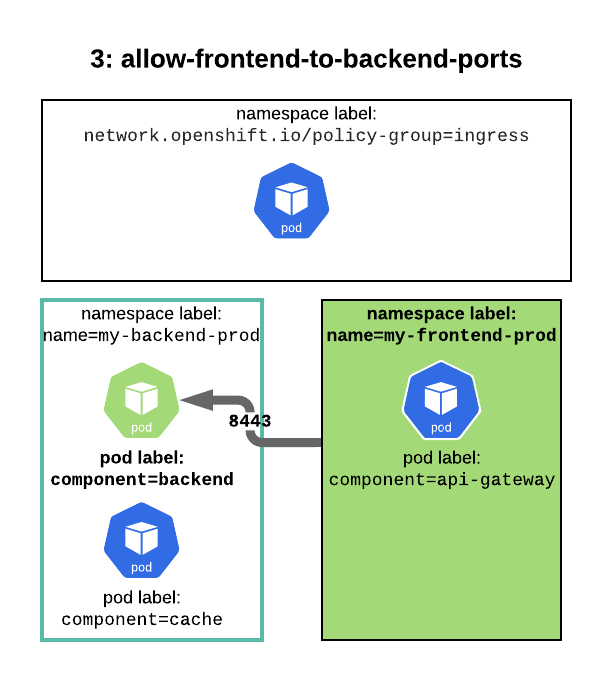 3: allow-frontend-to-backend-ports
namespace label:
network.openshift.io/policy-group=ingress
pod
namespace label:
name=my-backend-prod
pod
pod label:
component=backend
pod
pod label:
component=cache
8443
namespace label:
name=my-frontend-prod
pod
pod label:
component=api-gateway